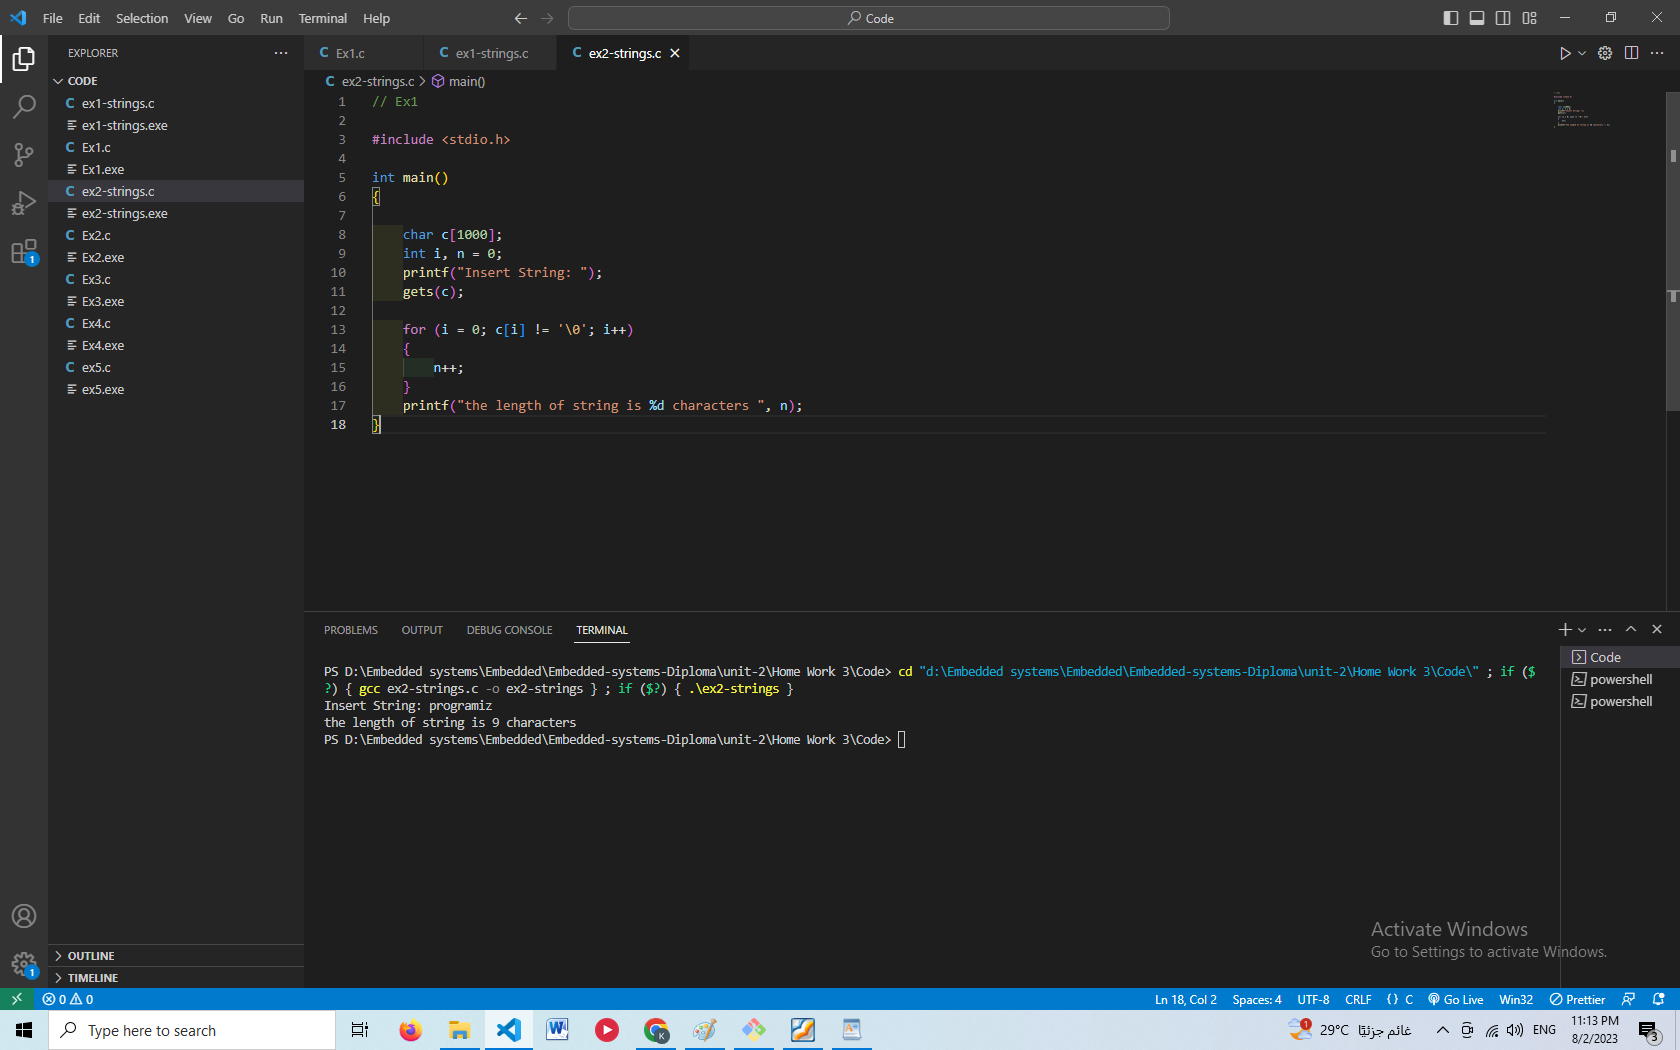 File Edit Selection View Go Run Terminal Help
Code
EXPLORER
CODE
ex1-strings.c
ex1-strings.exe
Ex1.c
Ex1.exe
ex2-strings.c
ex2-strings.exe
Ex2.c
Ex2.exe
Ex3.c
Ex3.exe
Ex4.c
Ex4.exe
ex5.c
ex5.exe
OUTLINE
TIMELINE
Ex1.c ex1-strings.c ex2-strings.c
ex2-strings.c > main()
1 // Ex1
2
3 #include <stdio.h>
4
5 int main()
6 {
7
8 char c[1000];
9 int i, n = 0;
10 printf("Insert String: ");
11 gets(c);
12
13 for (i = 0; c[i] != '\0'; i++)
14 {
15 n++;
16 }
17 printf("the length of string is %d characters ", n);
18 }
PROBLEMS OUTPUT DEBUG CONSOLE TERMINAL
PS D:\Embedded systems\Embedded\Embedded-systems-Diploma\unit-2\Home Work 3\Code> cd "d:\Embedded systems\Embedded\Embedded-systems-Diploma\unit-2\Home Work 3\Code\" ; if ($
?) { gcc ex2-strings.c -o ex2-strings } ; if ($?) { .\ex2-strings }
Insert String: programiz
the length of string is 9 characters
PS D:\Embedded systems\Embedded\Embedded-systems-Diploma\unit-2\Home Work 3\Code>
Code
powershell
powershell
Activate Windows
Go to Settings to activate Windows.
0 0 Ln 18, Col 2 Spaces: 4 UTF-8 CRLF {} C Go Live Win32 Prettier
Type here to search
29°C غائم جزئيًا ENG 11:13 PM
8/2/2023